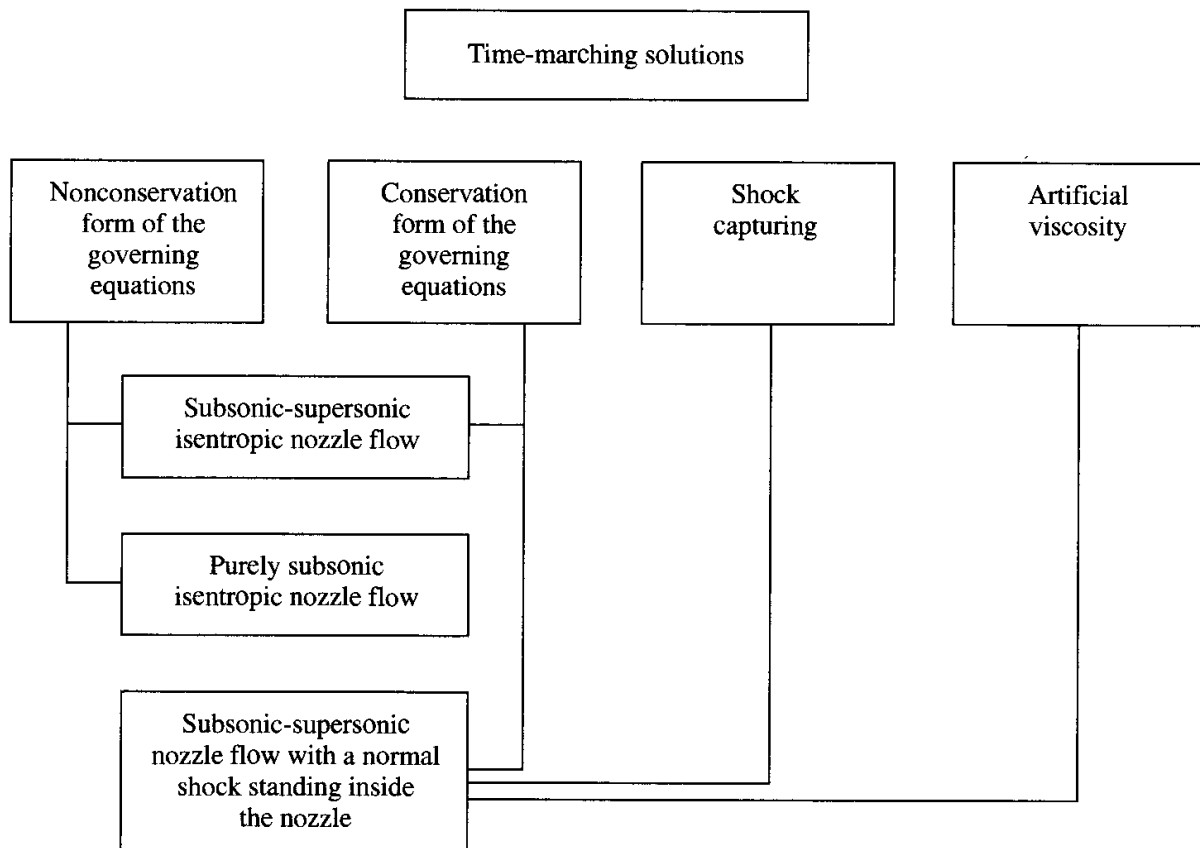 Time-marching solutions
Nonconservation
form of the
governing
equations
Conservation
form of the
governing
equations
Shock
capturing
Artificial
viscosity
Subsonic-supersonic
isentropic nozzle flow
Purely subsonic
isentropic nozzle flow
Subsonic-supersonic
nozzle flow with a normal
shock standing inside
the nozzle